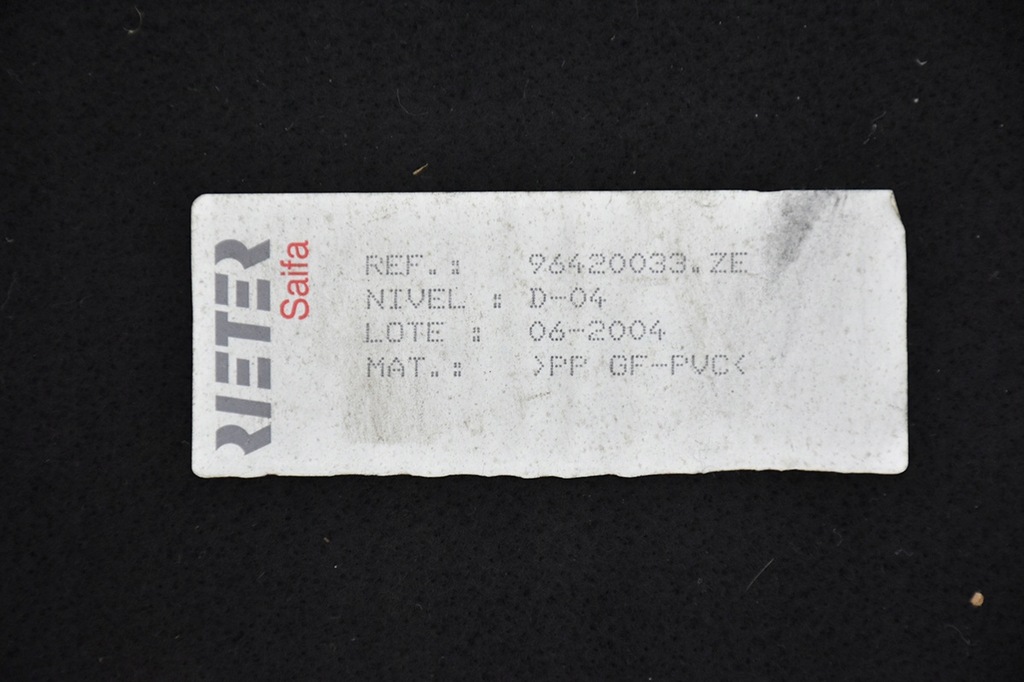 RIETER
Saifa
REF.: 96420033.ZE
NIVEL : D-04
LOTE : 06-2004
MAT.: >PP GF-PVC<